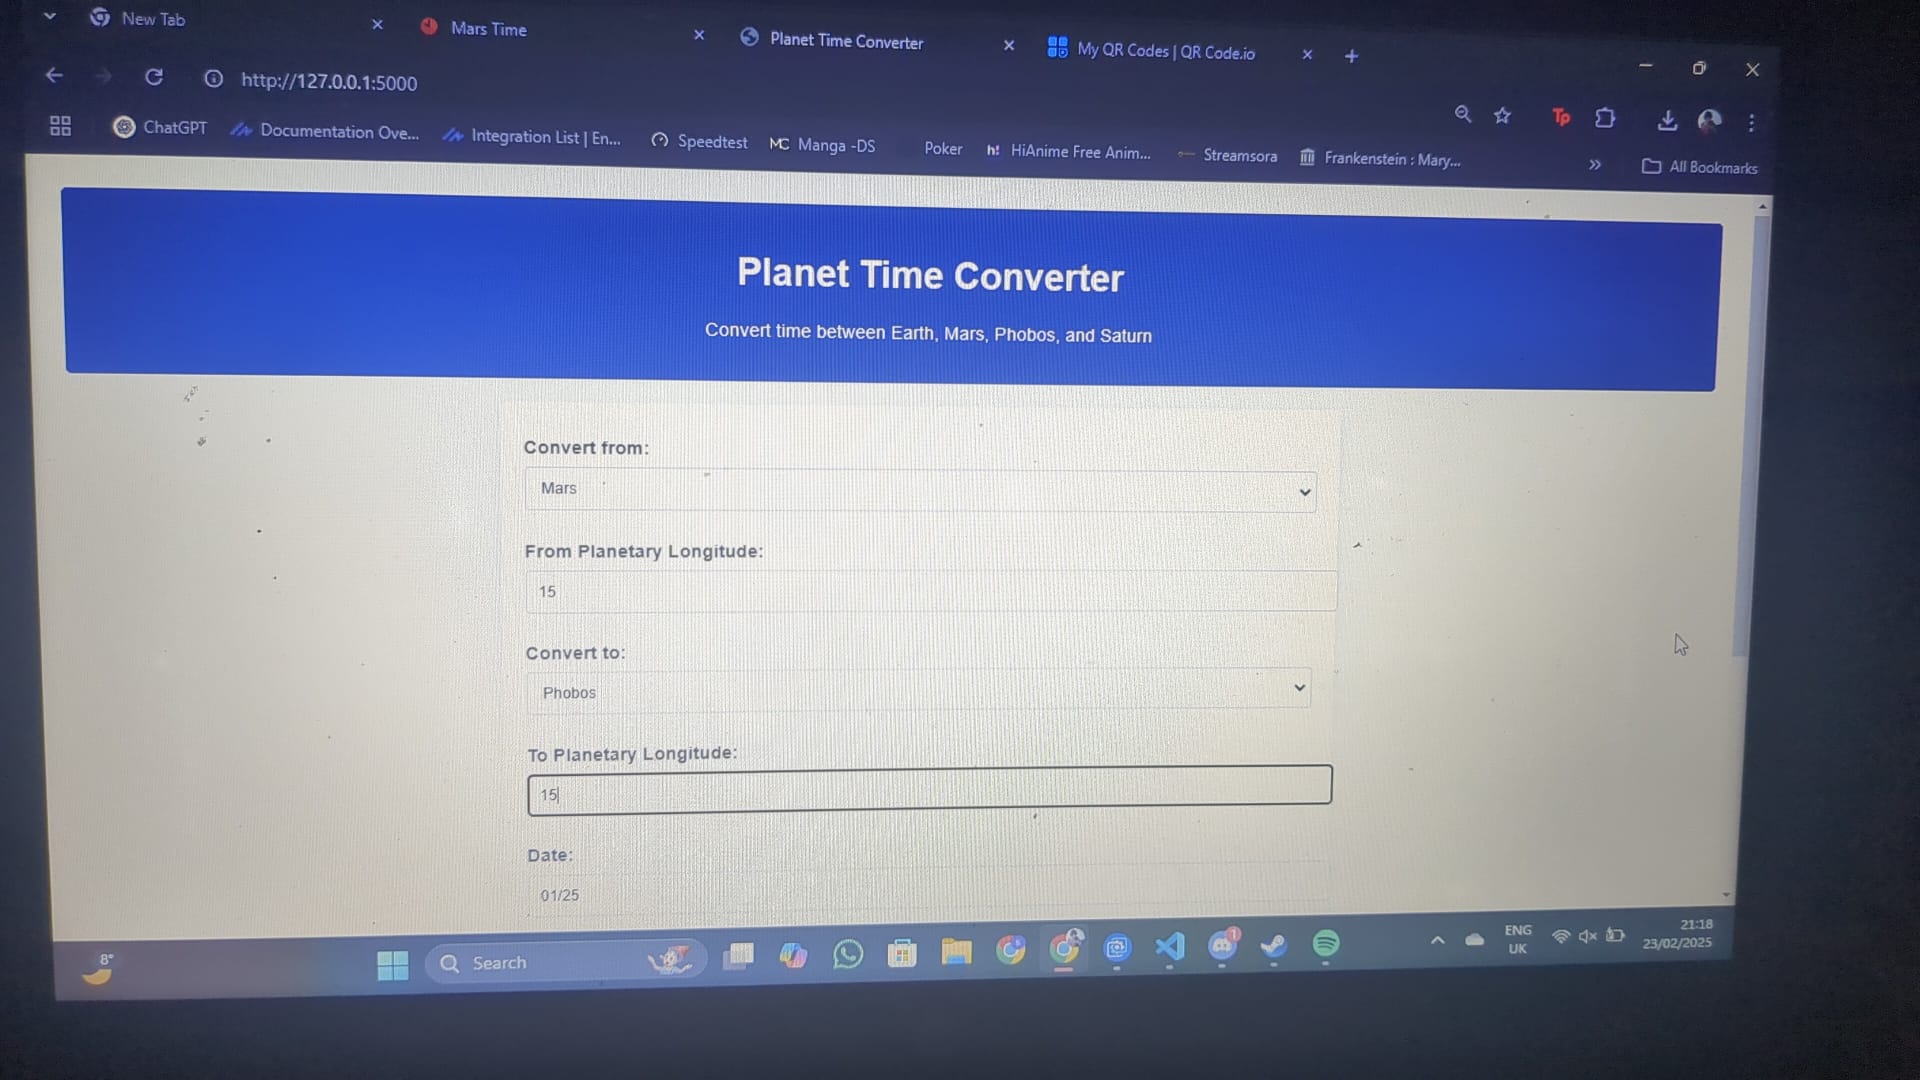 New Tab
Mars Time
Planet Time Converter
My QR Codes | QR Code.io
http://127.0.0.1:5000
Tp
ChatGPT
Documentation Ove...
Integration List | En...
Speedtest
MC Manga -DS
Poker
h! HiAnime Free Anim...
Streamsora
Frankenstein : Mary...
»
All Bookmarks
Planet Time Converter
Convert time between Earth, Mars, Phobos, and Saturn
Convert from:
Mars
From Planetary Longitude:
15
Convert to:
Phobos
To Planetary Longitude:
15
Date:
01/25
8°
Search
1
ENG
UK
21:18
23/02/2025